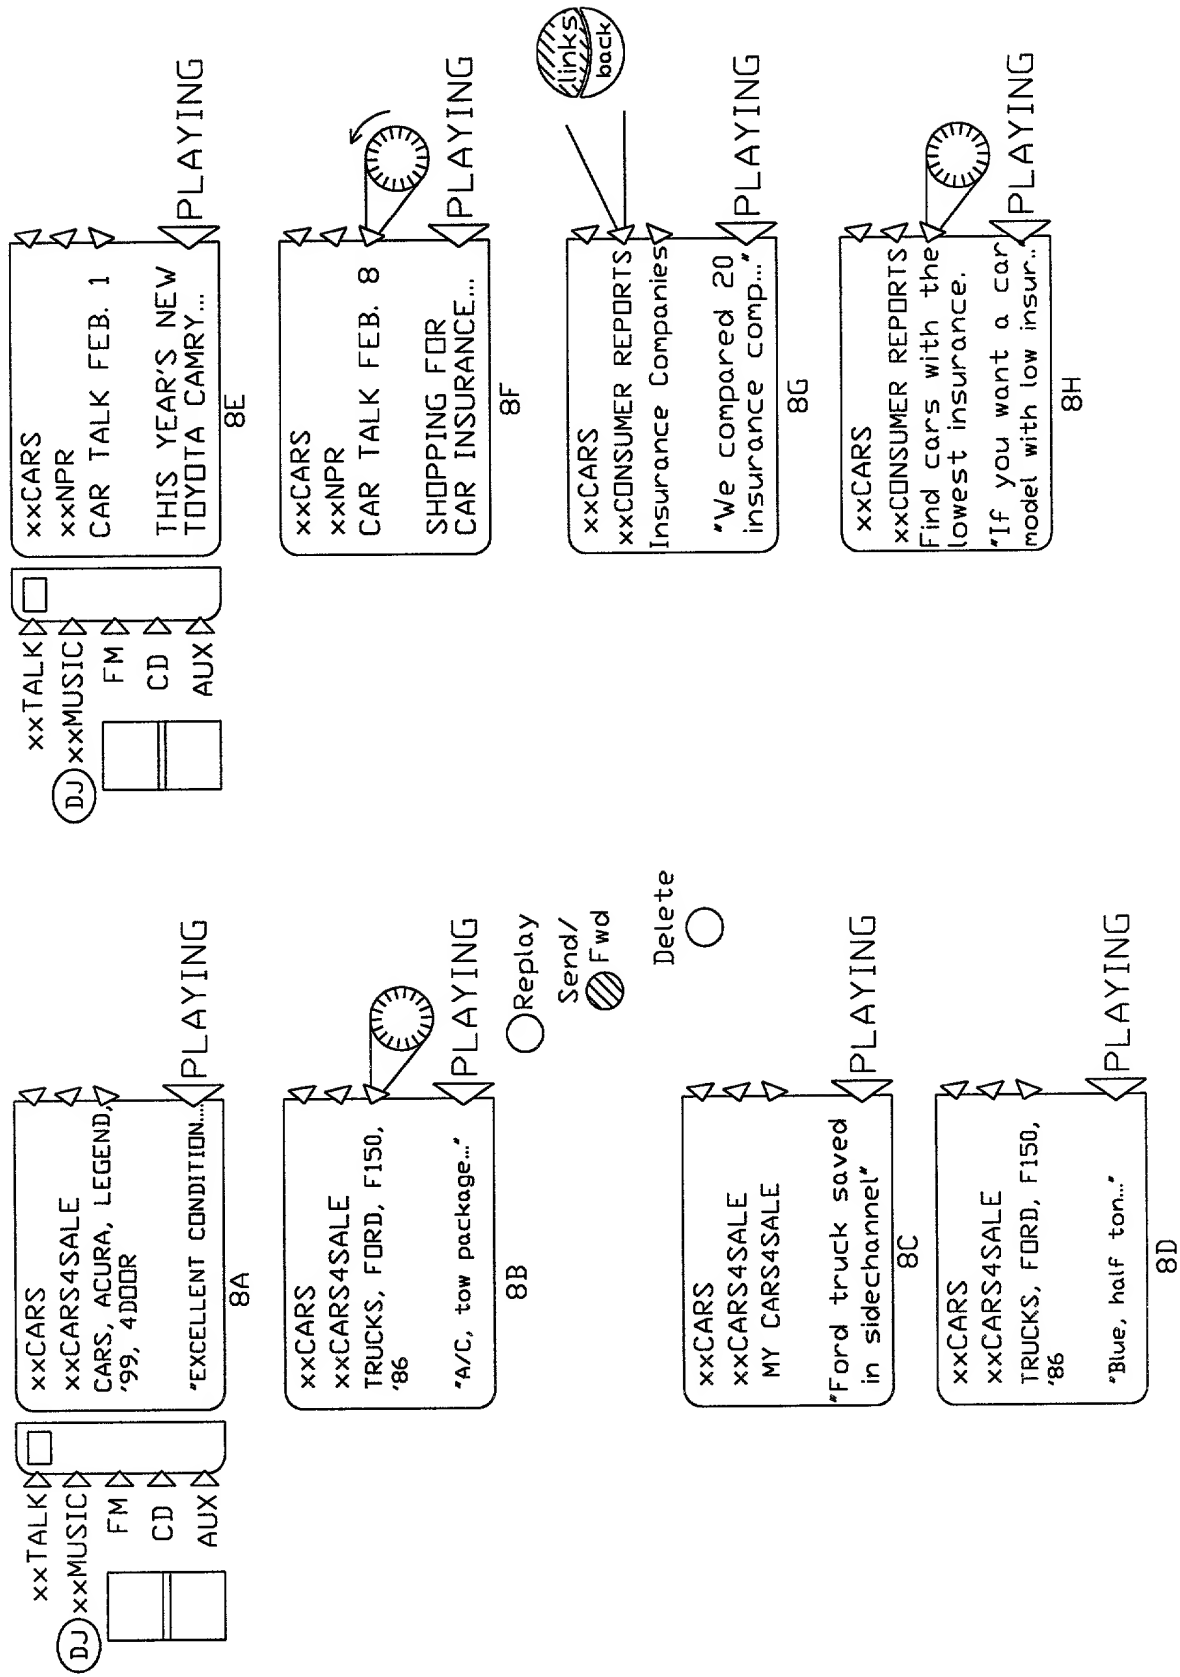 xxTALK
DJ xxMUSIC
FM
CD
AUX
xxCARS
xxCARS4SALE
CARS, ACURA, LEGEND,
'99, 4DOOR
"EXCELLENT CONDITION...
PLAYING
8A
xxCARS
xxCARS4SALE
TRUCKS, FORD, F150,
'86
"A/C, tow package..."
PLAYING
8B
Replay
Send/
Fwd
Delete
xxCARS
xxCARS4SALE
MY CARS4SALE
"Ford truck saved
in sidechannel"
PLAYING
8C
xxCARS
xxCARS4SALE
TRUCKS, FORD, F150,
'86
"Blue, half ton..."
PLAYING
8D
xxTALK
DJ xxMUSIC
FM
CD
AUX
xxCARS
xxNPR
CAR TALK FEB. 1
THIS YEAR'S NEW
TOYOTA CAMRY...
PLAYING
8E
xxCARS
xxNPR
CAR TALK FEB. 8
SHOPPING FOR
CAR INSURANCE...
PLAYING
8F
links
back
xxCARS
xxCONSUMER REPORTS
Insurance Companies
"We compared 20
insurance comp..."
PLAYING
8G
xxCARS
xxCONSUMER REPORTS
Find cars with the
lowest insurance.
"If you want a car
model with low insur..
PLAYING
8H